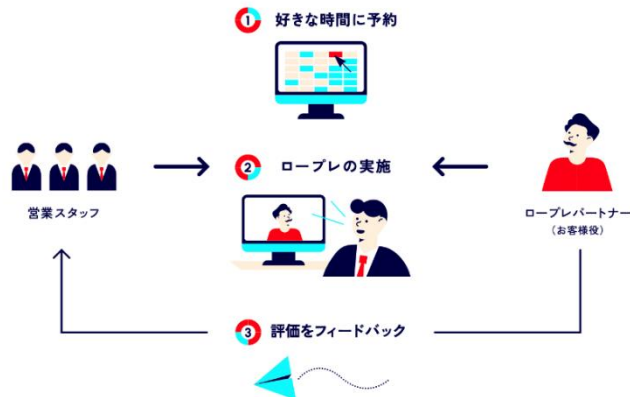 1 好きな時間に予約
営業スタッフ
2 ロープレの実施
ロープレパートナー
（お客様役）
3 評価をフィードバック